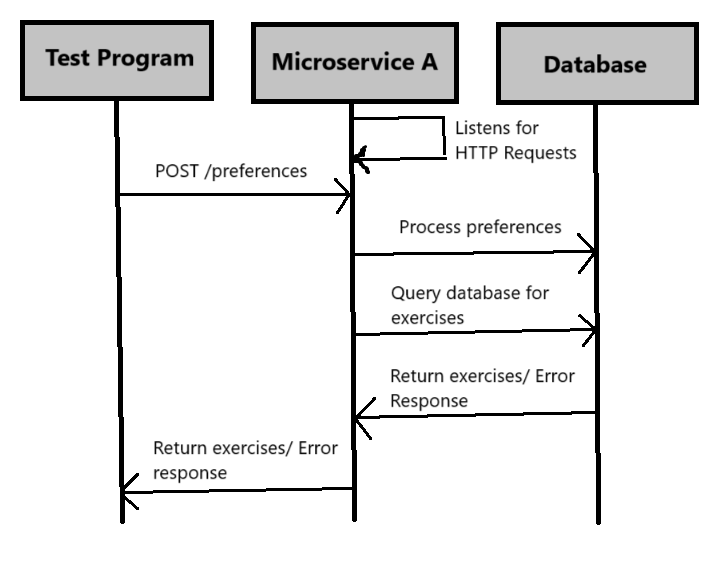 Test Program
Microservice A
Database
Listens for
HTTP Requests
POST /preferences
Process preferences
Query database for
exercises
Return exercises/ Error
Response
Return exercises/ Error
response